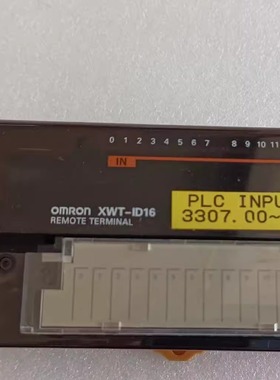 0 1 2 3 4 5 6 7 8 9 10 11
IN
OMRON XWT-ID16
REMOTE TERMINAL
PLC INPU
3307.00~